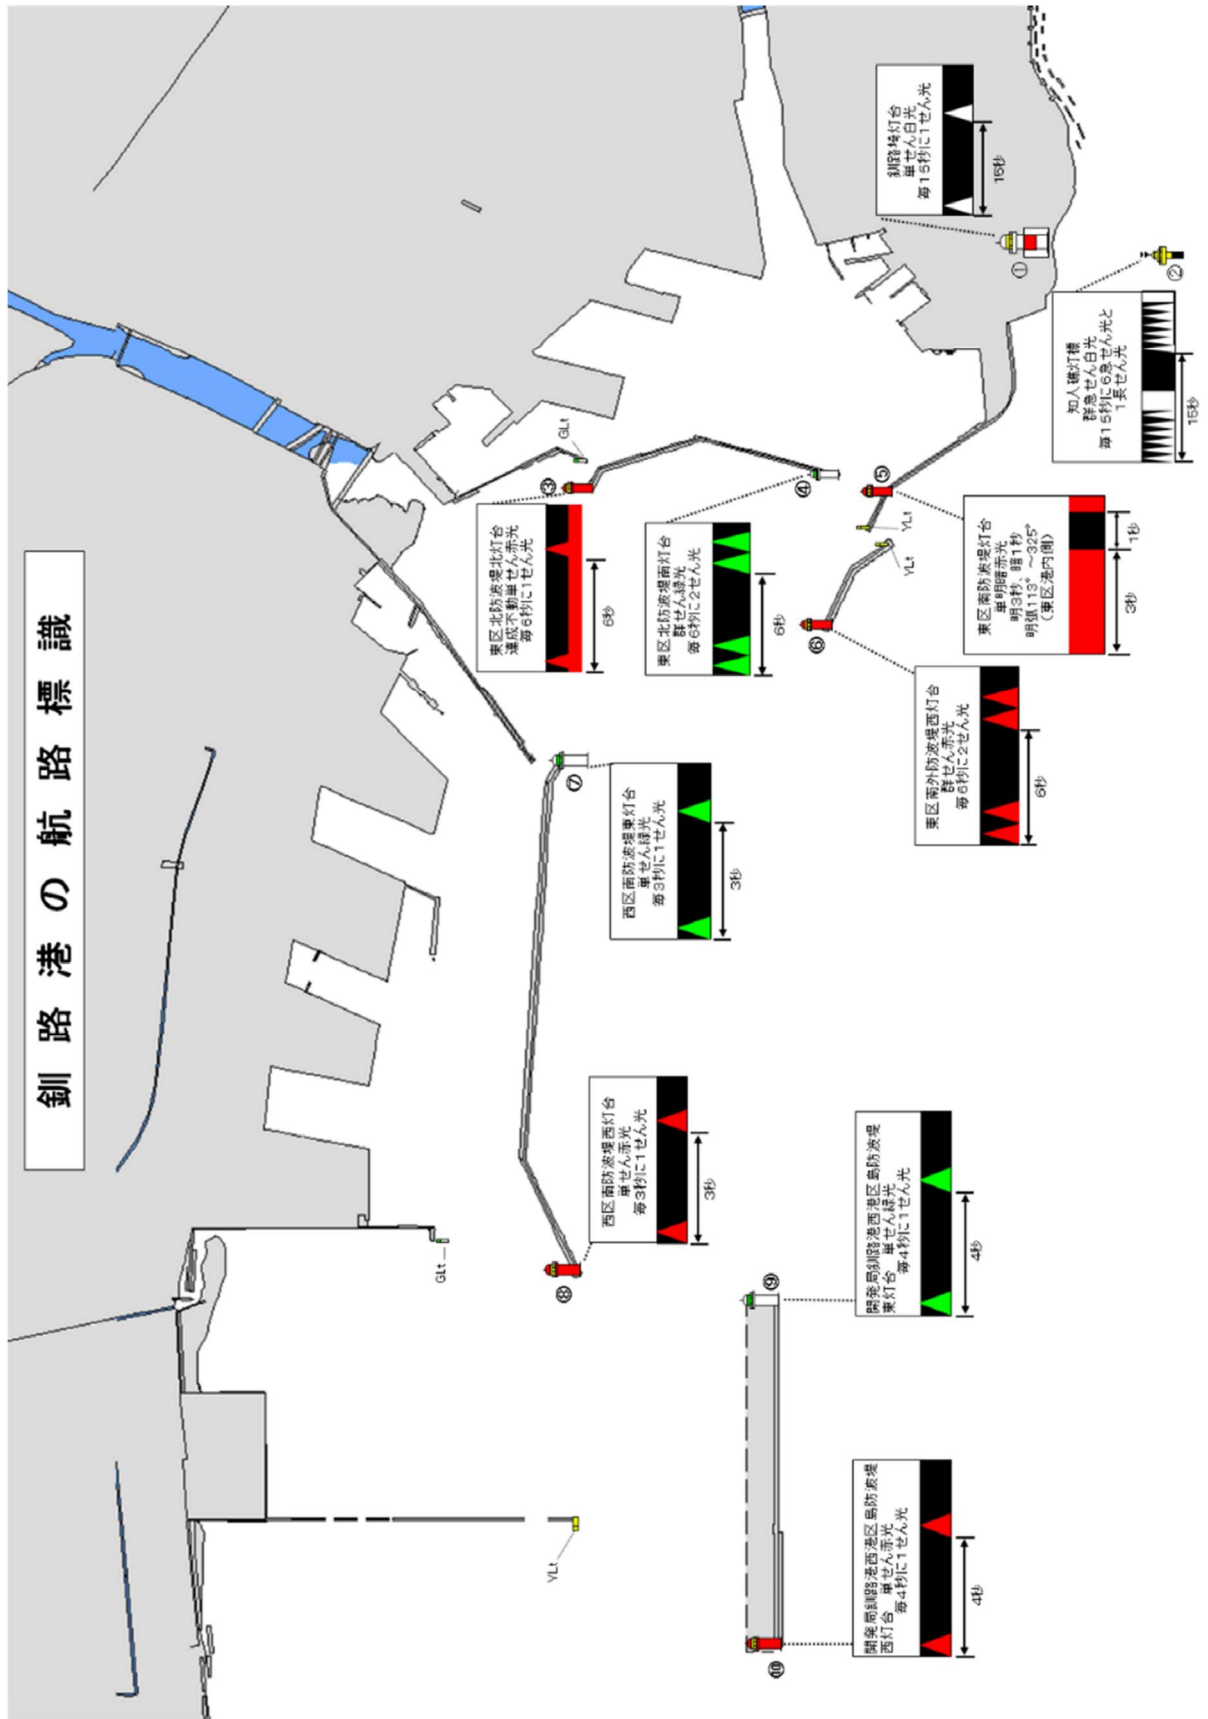 釧路港の航路標識
釧路埼灯台
単せん白光
毎15秒に1せん光
15秒
①
②
知人礁灯標
群急せん白光
毎15秒に6急せん光と
1長せん光
15秒
GLt
③
東区北防波堤北灯台
連成不動単せん赤光
毎6秒に1せん光
6秒
④
東区北防波堤南灯台
群せん緑光
毎6秒に2せん光
6秒
⑤
YLt
YLt
東区南防波堤灯台
単明暗赤光
明3秒、暗1秒
明弧113°~325°
(東区港内側)
1秒
3秒
⑥
東区南外防波堤西灯台
群せん赤光
毎6秒に2せん光
6秒
⑦
西区南防波堤東灯台
単せん緑光
毎3秒に1せん光
3秒
⑧
西区南防波堤西灯台
単せん赤光
毎3秒に1せん光
3秒
GLt
⑨
開発局釧路港西港区島防波堤
東灯台 単せん緑光
毎4秒に1せん光
4秒
YLt
⑩
開発局釧路港西港区島防波堤
西灯台 単せん赤光
毎4秒に1せん光
4秒